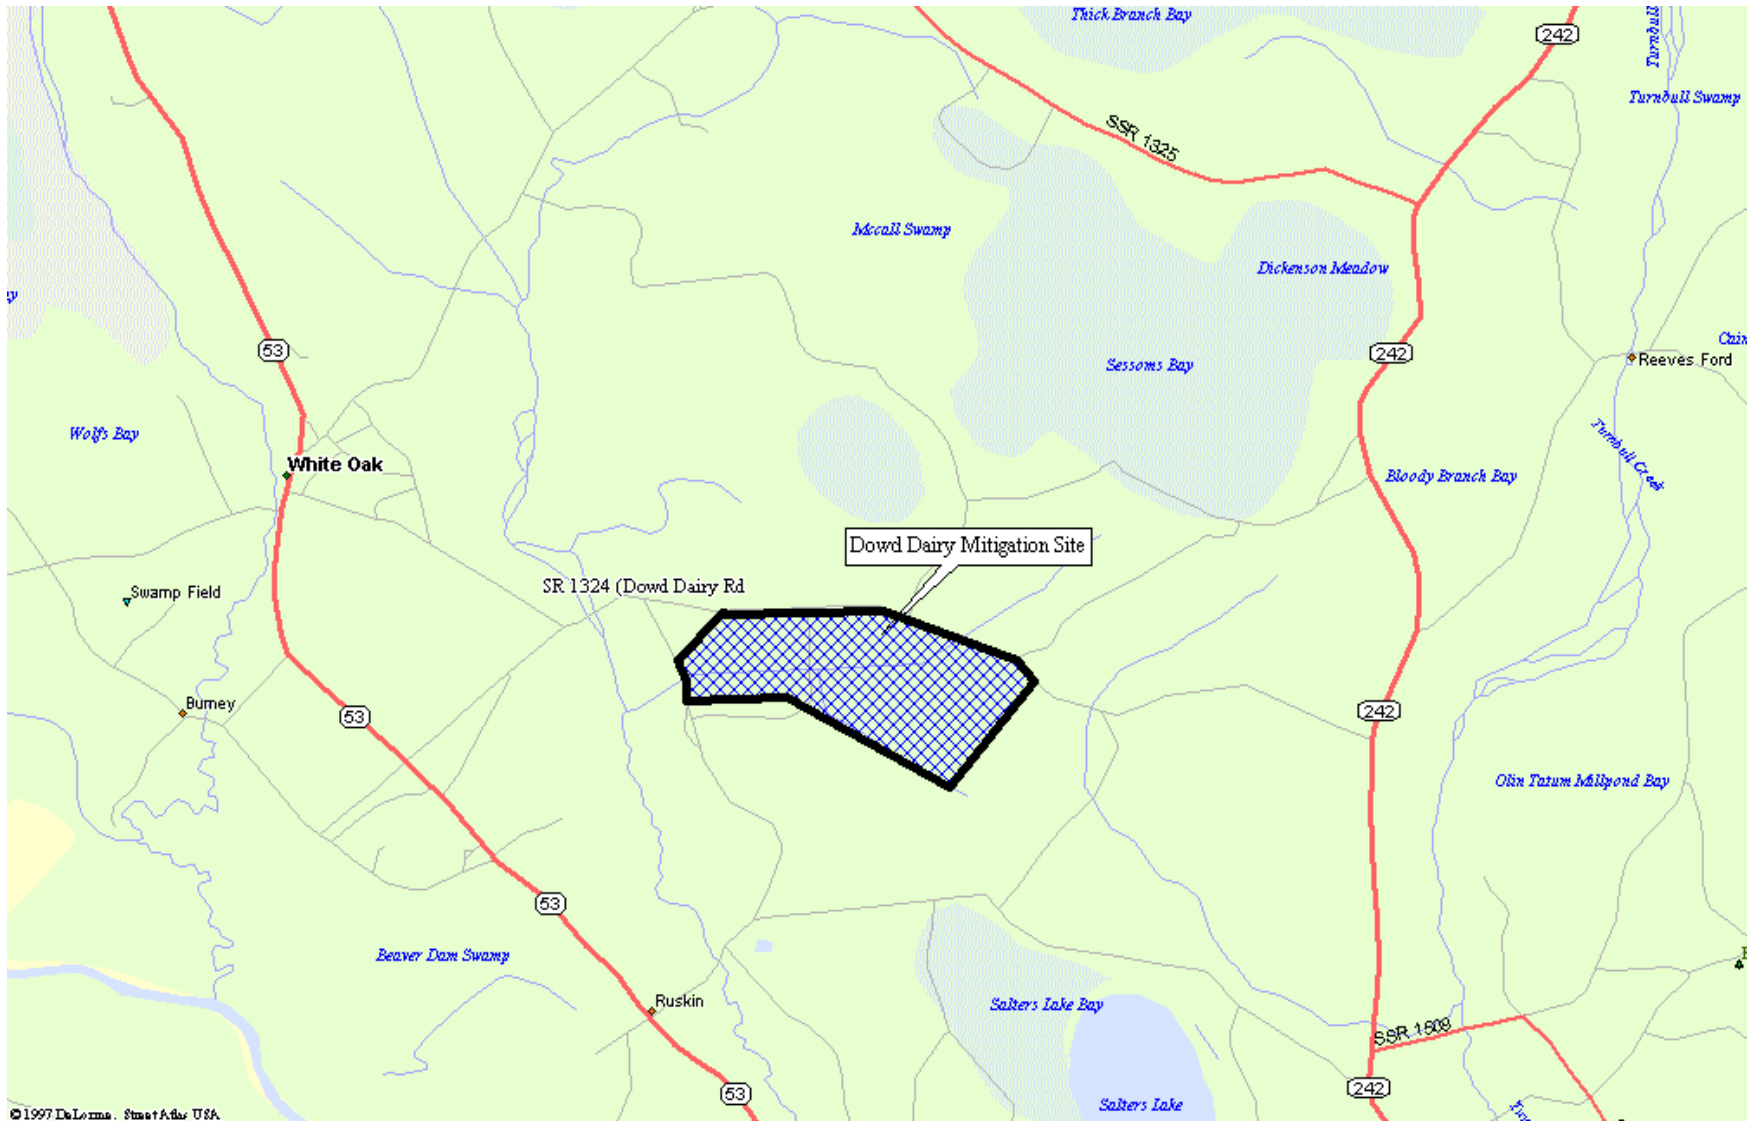 Thick Branch Bay
242
Turnbull
Turnbull Swamp
SSR 1325
Mccall Swamp
Dickenson Meadow
53
242
Sessoms Bay
Reeves Ford
Wolfs Bay
White Oak
Turnbull Creek
Bloody Branch Bay
Dowd Dairy Mitigation Site
SR 1324 (Dowd Dairy Rd
Swamp Field
Burney
53
242
Olin Tatum Millpond Bay
53
Beaver Dam Swamp
Ruskin
Salters Lake Bay
SSR 1509
53
242
Salters Lake
©1997 DeLorme. Street Atlas USA